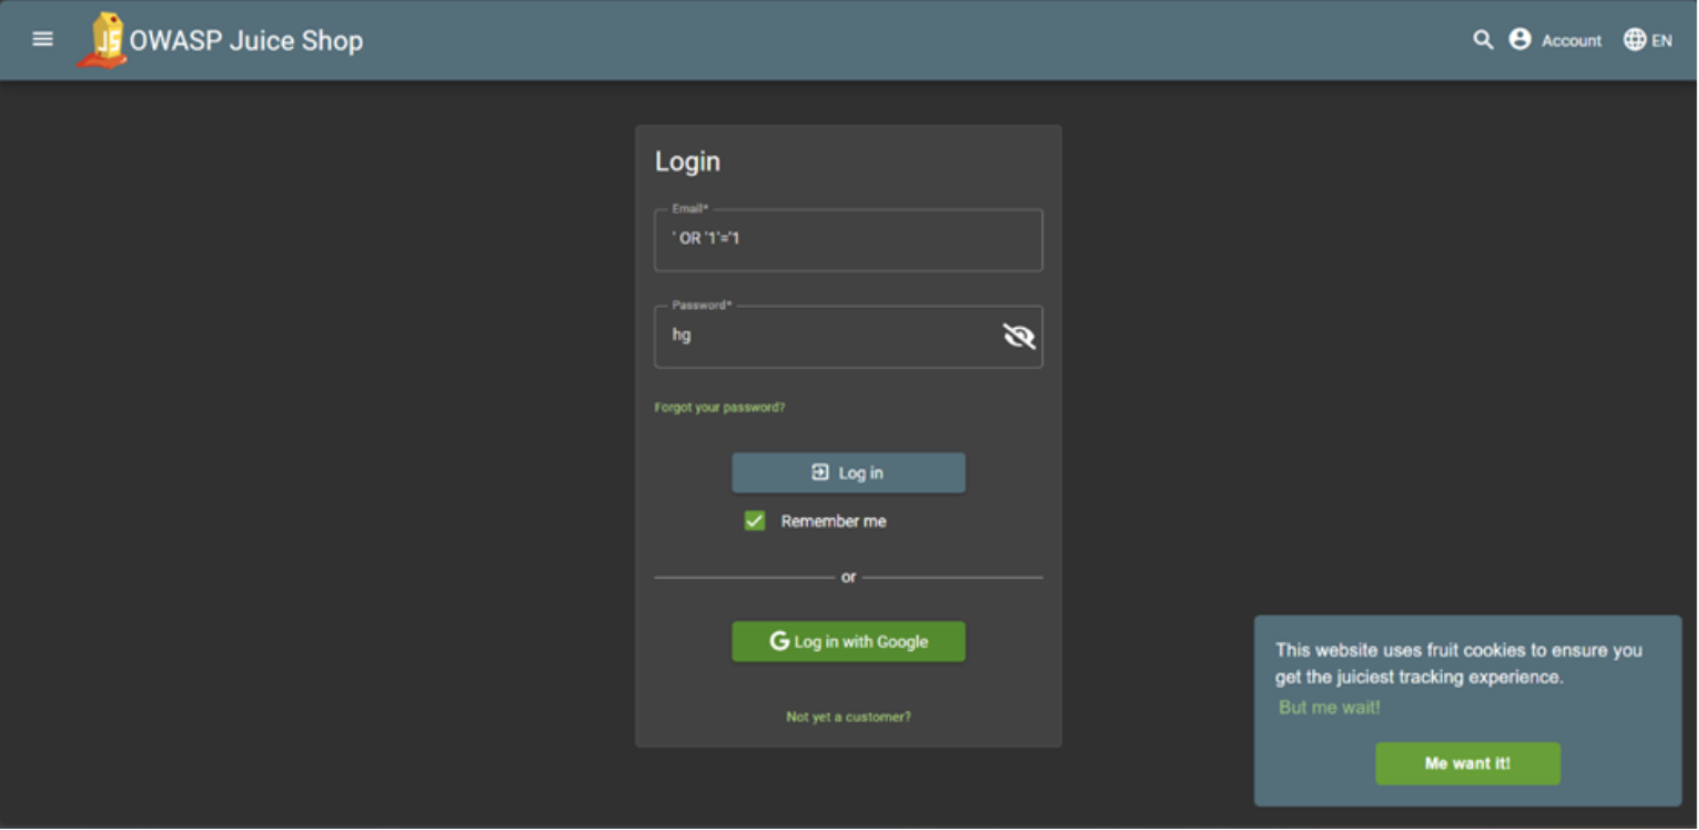 JS OWASP Juice Shop
Account EN
Login
Email*
' OR '1'='1
Password*
hg
Forgot your password?
Log in
Remember me
or
G Log in with Google
Not yet a customer?
This website uses fruit cookies to ensure you
get the juiciest tracking experience.
But me wait!
Me want it!